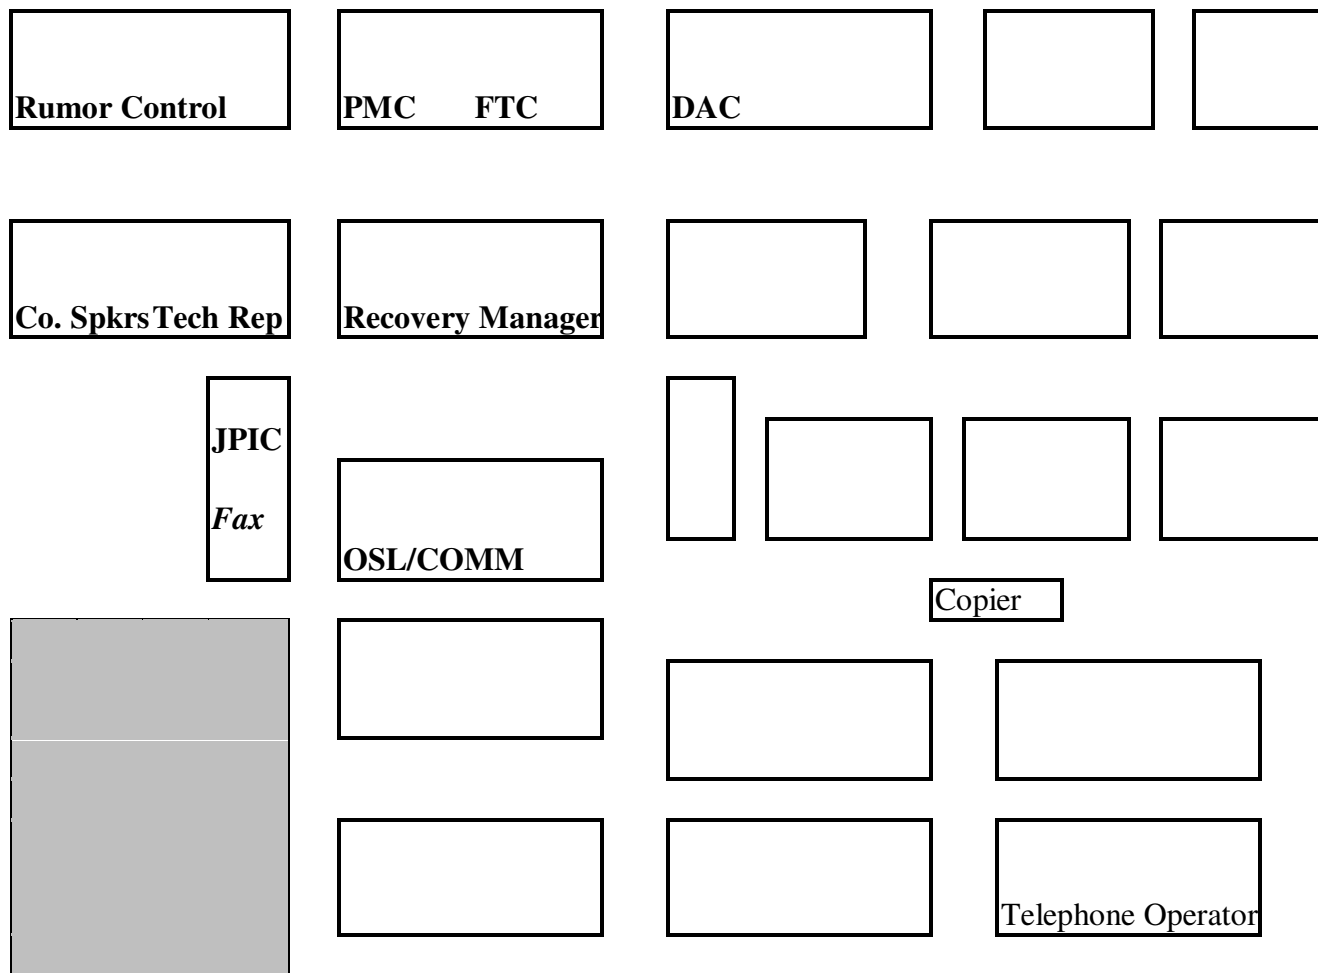 Rumor Control
PMC FTC
DAC
Co. Spkrs Tech Rep
Recovery Manager
JPIC
Fax
OSL/COMM
Copier
Telephone Operator